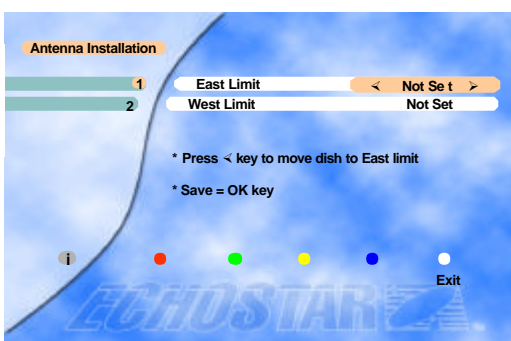 Antenna Installation
1 East Limit < Not Se t >
2 West Limit Not Set
* Press < key to move dish to East limit
* Save = OK key
i
Exit
ECHOSTAR